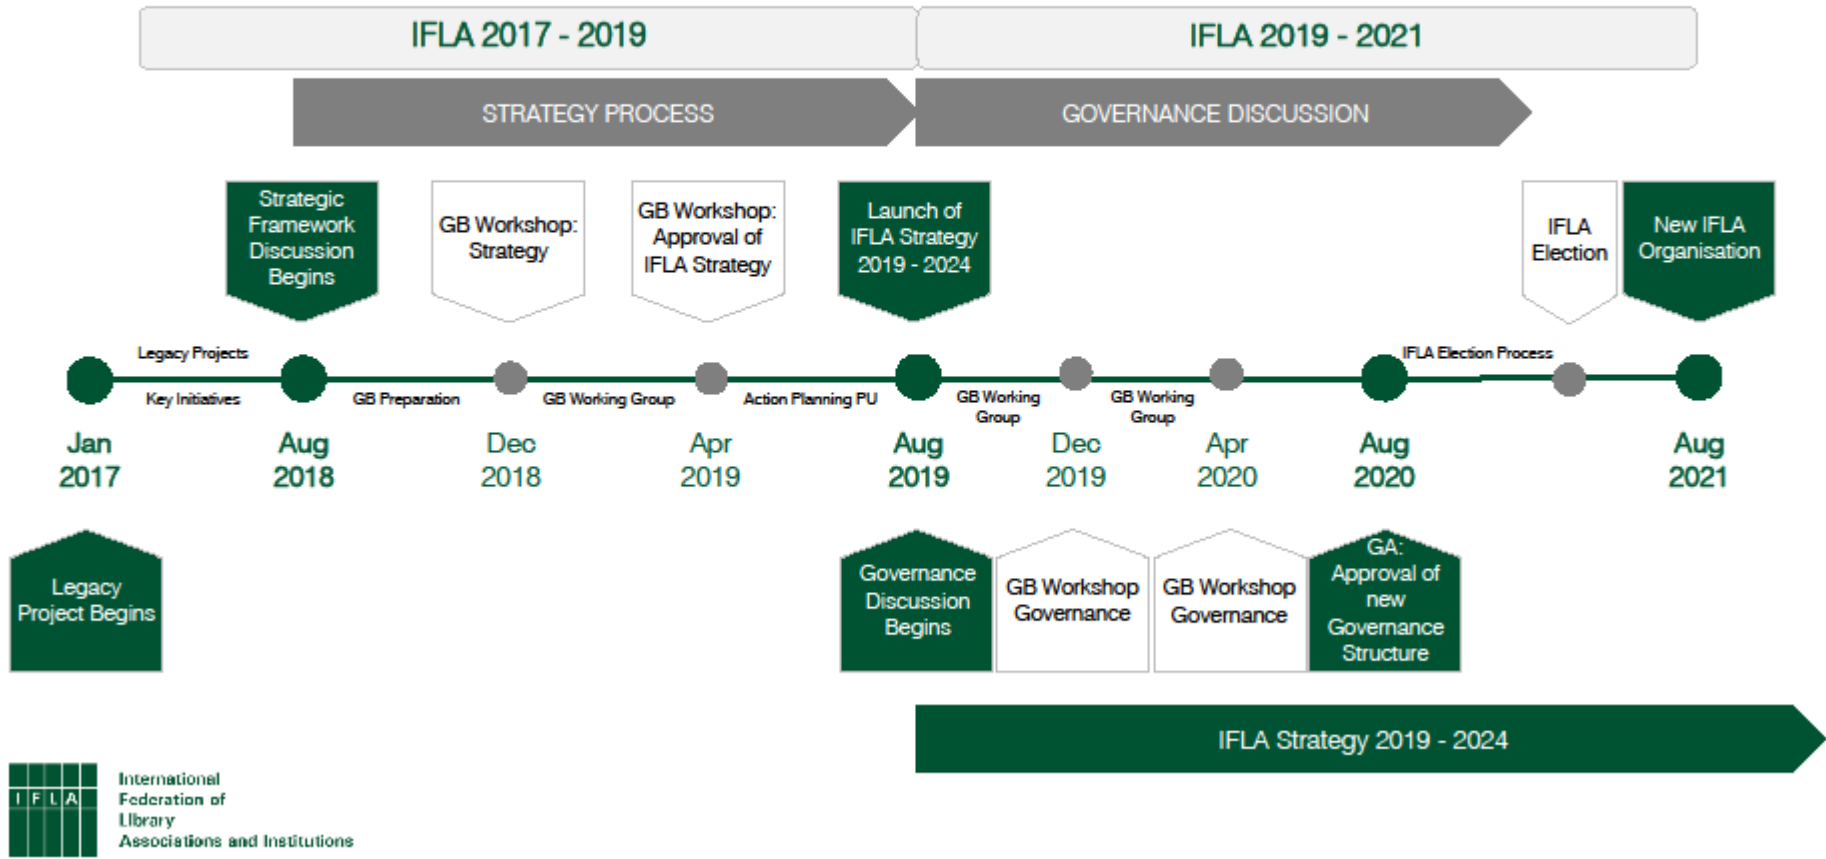 IFLA 2017 - 2019
IFLA 2019 - 2021
STRATEGY PROCESS
GOVERNANCE DISCUSSION
Strategic
Framework
Discussion
Begins
GB Workshop:
Strategy
GB Workshop:
Approval of
IFLA Strategy
Launch of
IFLA Strategy
2019 - 2024
IFLA
Election
New IFLA
Organisation
Legacy Projects
Key Initiatives
GB Preparation
GB Working Group
Action Planning PU
GB Working
Group
GB Working
Group
IFLA Election Process
Jan
2017
Aug
2018
Dec
2018
Apr
2019
Aug
2019
Dec
2019
Apr
2020
Aug
2020
Aug
2021
Legacy
Project Begins
Governance
Discussion
Begins
GB Workshop
Governance
GB Workshop
Governance
GA:
Approval of
new
Governance
Structure
IFLA Strategy 2019 - 2024
IFLA
International
Federation of
Library
Associations and Institutions